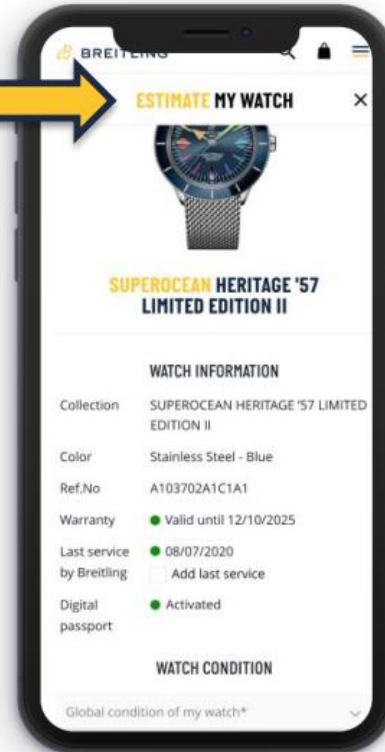 BREITLING
ESTIMATE MY WATCH
SUPEROCEAN HERITAGE '57
LIMITED EDITION II
WATCH INFORMATION
Collection SUPEROCEAN HERITAGE '57 LIMITED
EDITION II
Color Stainless Steel - Blue
Ref.No A103702A1C1A1
Warranty Valid until 12/10/2025
Last service 08/07/2020
by Breitling Add last service
Digital Activated
passport
WATCH CONDITION
Global condition of my watch*